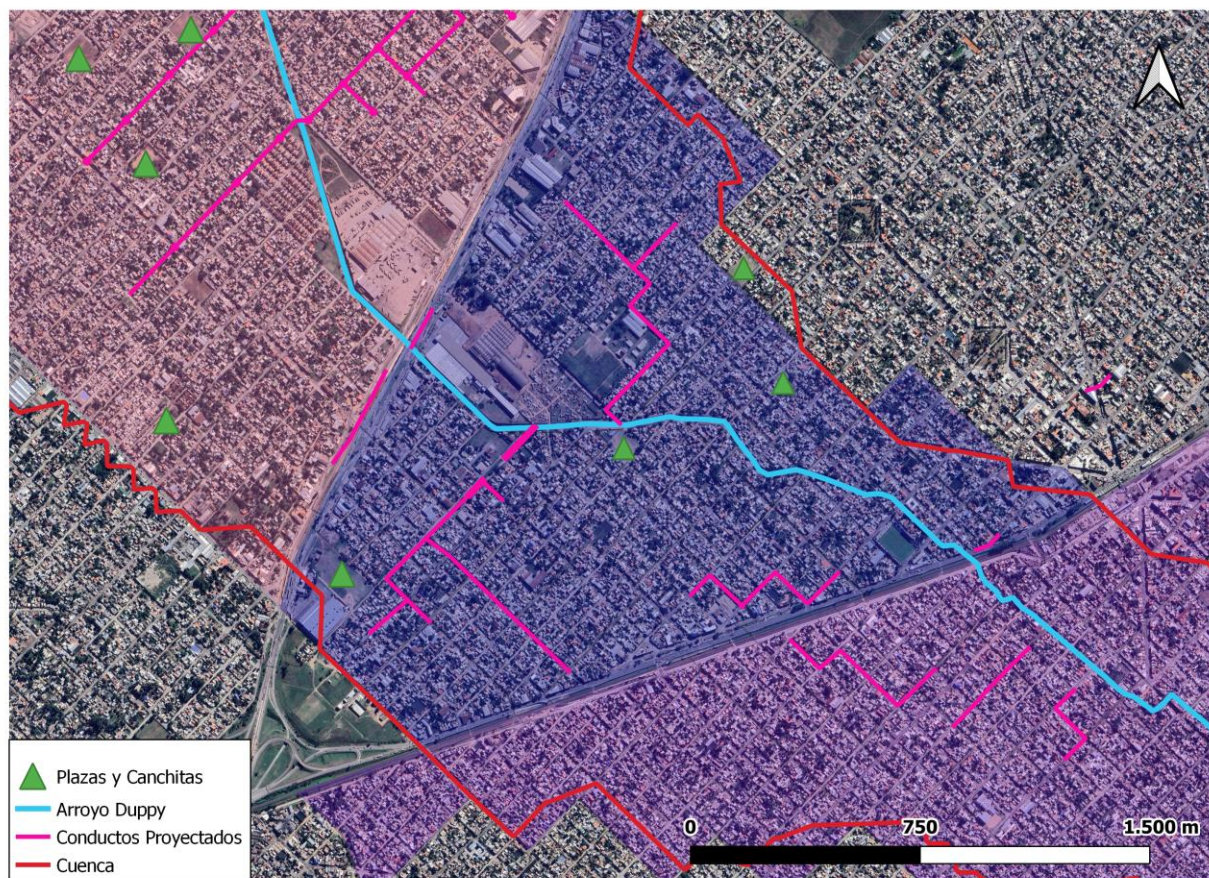 Plazas y Canchitas
Arroyo Duppy
Conductos Proyectados
Cuenca
0 750 1.500 m